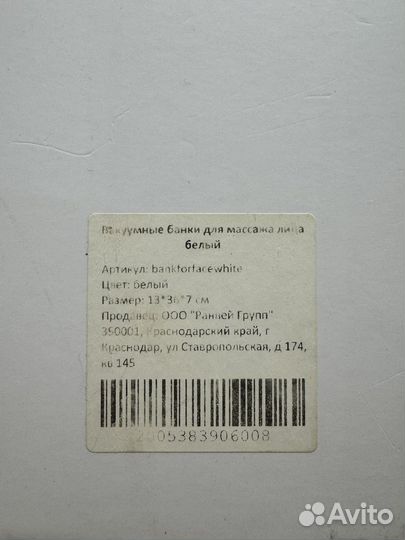 Вакуумные банки для массажа лица
белый
Артикул: bankforfacewhite
Цвет: белый
Размер: 13*36*7 см
Продавец: ООО "Ранвей Групп"
350001, Краснодарский край, г
Краснодар, ул Ставропольская, д 174,
кв 145
2005383906008
Avito